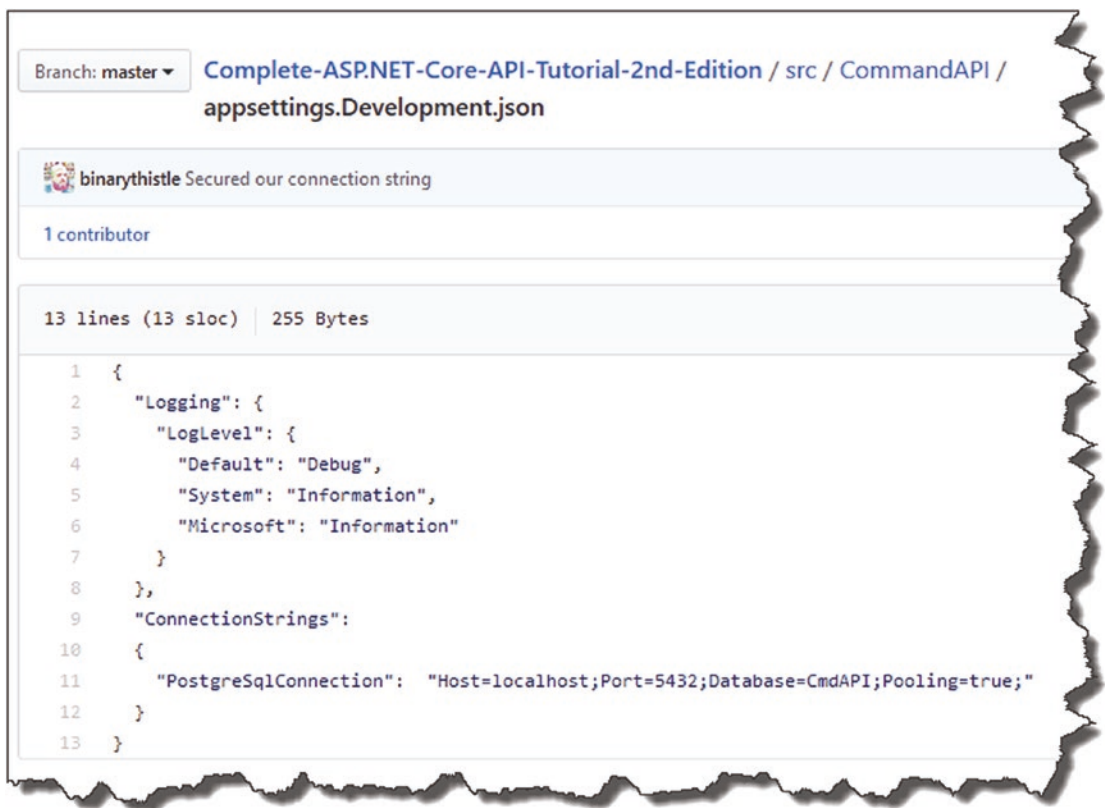 Branch: master Complete-ASP.NET-Core-API-Tutorial-2nd-Edition / src / CommandAPI /
appsettings.Development.json
binarythistle Secured our connection string
1 contributor
13 lines (13 sloc) 255 Bytes
1 {
2 "Logging": {
3 "LogLevel": {
4 "Default": "Debug",
5 "System": "Information",
6 "Microsoft": "Information"
7 }
8 },
9 "ConnectionStrings":
10 {
11 "PostgreSqlConnection": "Host=localhost;Port=5432;Database=CmdAPI;Pooling=true;"
12 }
13 }